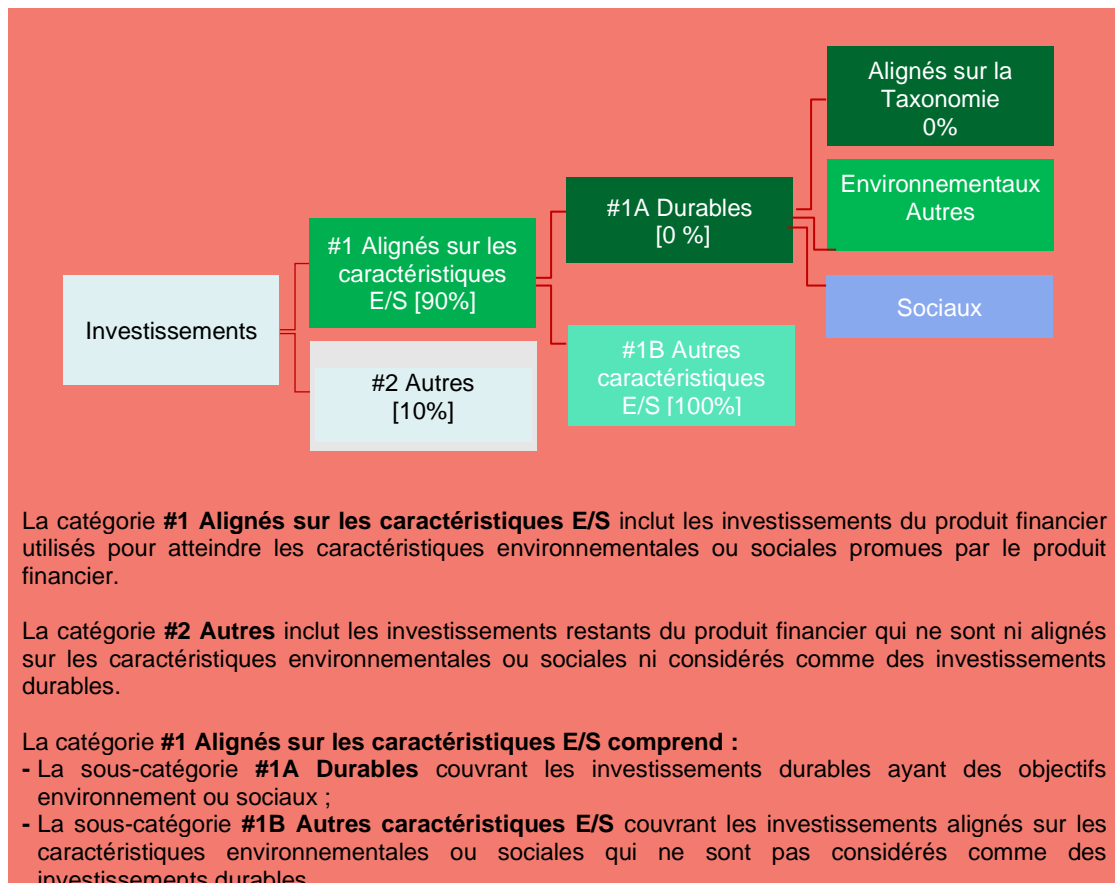 Alignés sur la
Taxonomie
0%
Environnementaux
Autres
#1A Durables
[0 %]
#1 Alignés sur les
caractéristiques
E/S [90%]
Sociaux
Investissements
#1B Autres
caractéristiques
E/S [100%]
#2 Autres
[10%]
La catégorie #1 Alignés sur les caractéristiques E/S inclut les investissements du produit financier
utilisés pour atteindre les caractéristiques environnementales ou sociales promues par le produit
financier.
La catégorie #2 Autres inclut les investissements restants du produit financier qui ne sont ni alignés
sur les caractéristiques environnementales ou sociales ni considérés comme des investissements
durables.
La catégorie #1 Alignés sur les caractéristiques E/S comprend :
- La sous-catégorie #1A Durables couvrant les investissements durables ayant des objectifs
environnement ou sociaux ;
- La sous-catégorie #1B Autres caractéristiques E/S couvrant les investissements alignés sur les
caractéristiques environnementales ou sociales qui ne sont pas considérés comme des
investissements durables